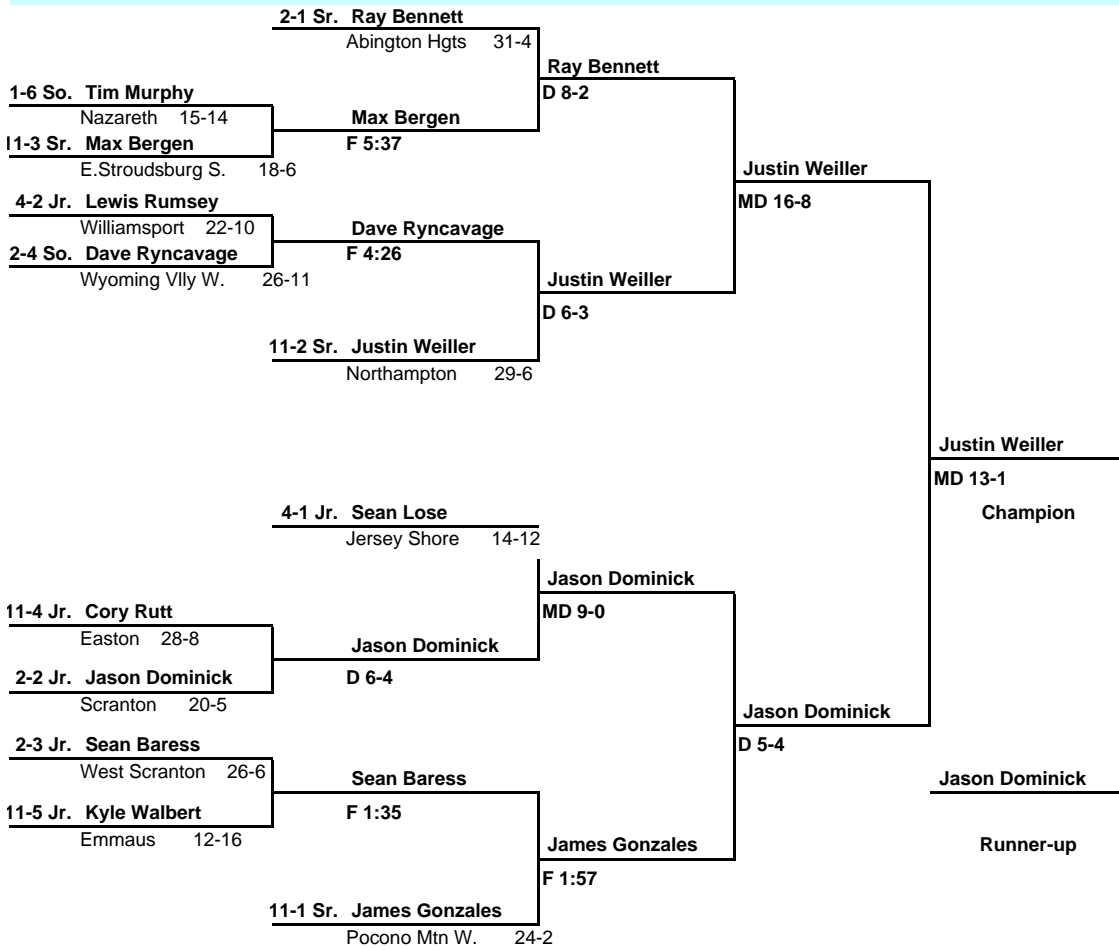 2-1 Sr. Ray Bennett
Abington Hgts 31-4
Ray Bennett
1-6 So. Tim Murphy
D 8-2
Nazareth 15-14
Max Bergen
11-3 Sr. Max Bergen
F 5:37
E.Stroudsburg S. 18-6
Justin Weiller
4-2 Jr. Lewis Rumsey
MD 16-8
Williamsport 22-10
Dave Ryncavage
2-4 So. Dave Ryncavage
F 4:26
Wyoming Vlly W. 26-11
Justin Weiller
D 6-3
11-2 Sr. Justin Weiller
Northampton 29-6
Justin Weiller
MD 13-1
4-1 Jr. Sean Lose
Champion
Jersey Shore 14-12
Jason Dominick
11-4 Jr. Cory Rutt
MD 9-0
Easton 28-8
Jason Dominick
2-2 Jr. Jason Dominick
D 6-4
Scranton 20-5
Jason Dominick
2-3 Jr. Sean Baress
D 5-4
West Scranton 26-6
Sean Baress
Jason Dominick
11-5 Jr. Kyle Walbert
F 1:35
Emmaus 12-16
James Gonzales
Runner-up
F 1:57
11-1 Sr. James Gonzales
Pocono Mtn W. 24-2